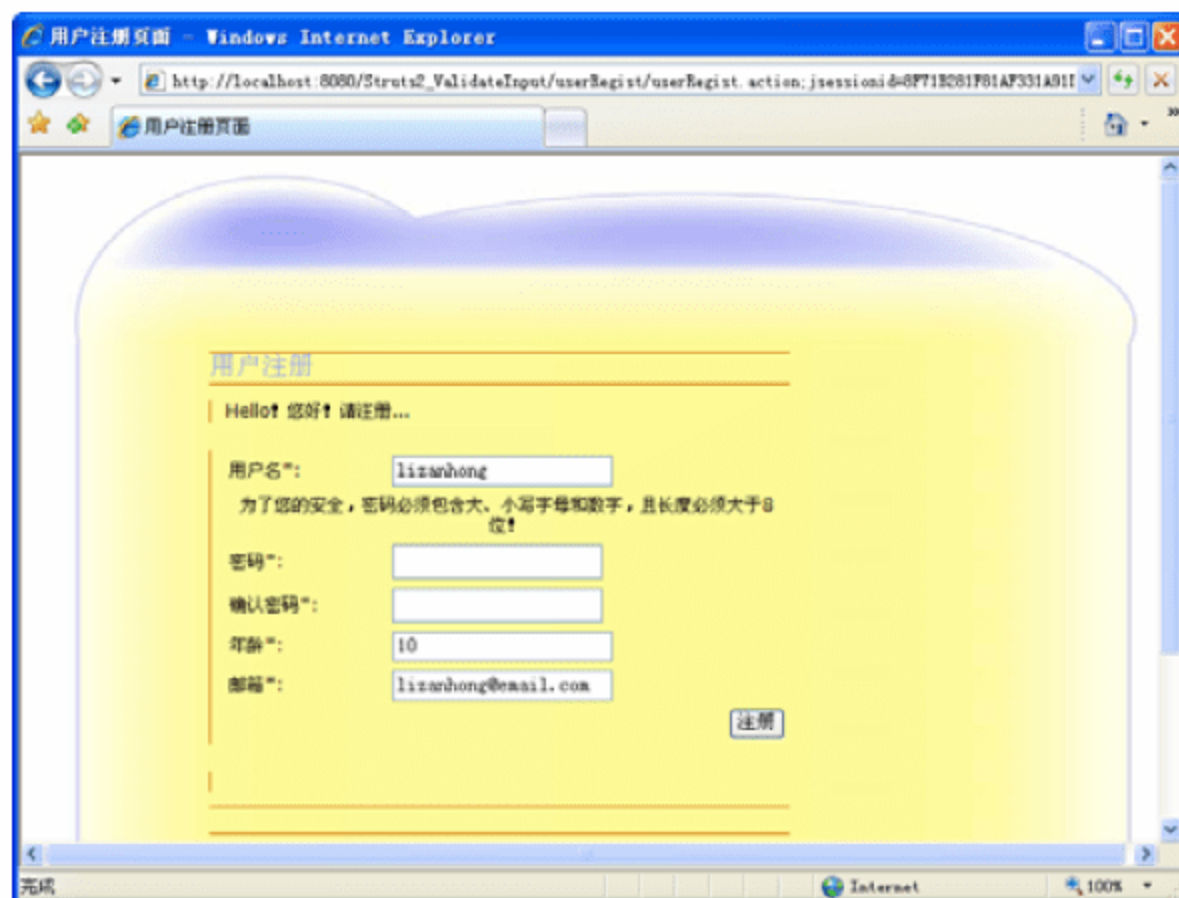 用户注册页面 - Windows Internet Explorer
http://localhost:8080/Struts2_ValidateInput/userRegist/userRegist.action;jsessionid=8F71B281F81AF331A91
用户注册页面
用户注册
Hello! 您好! 请注册...
用户名*: lizanhong
为了您的安全，密码必须包含大、小写字母和数字，且长度必须大于8
位!
密码*:
确认密码*:
年龄*: 10
邮箱*: lizanhong@email.com
注册
完成 Internet 100%